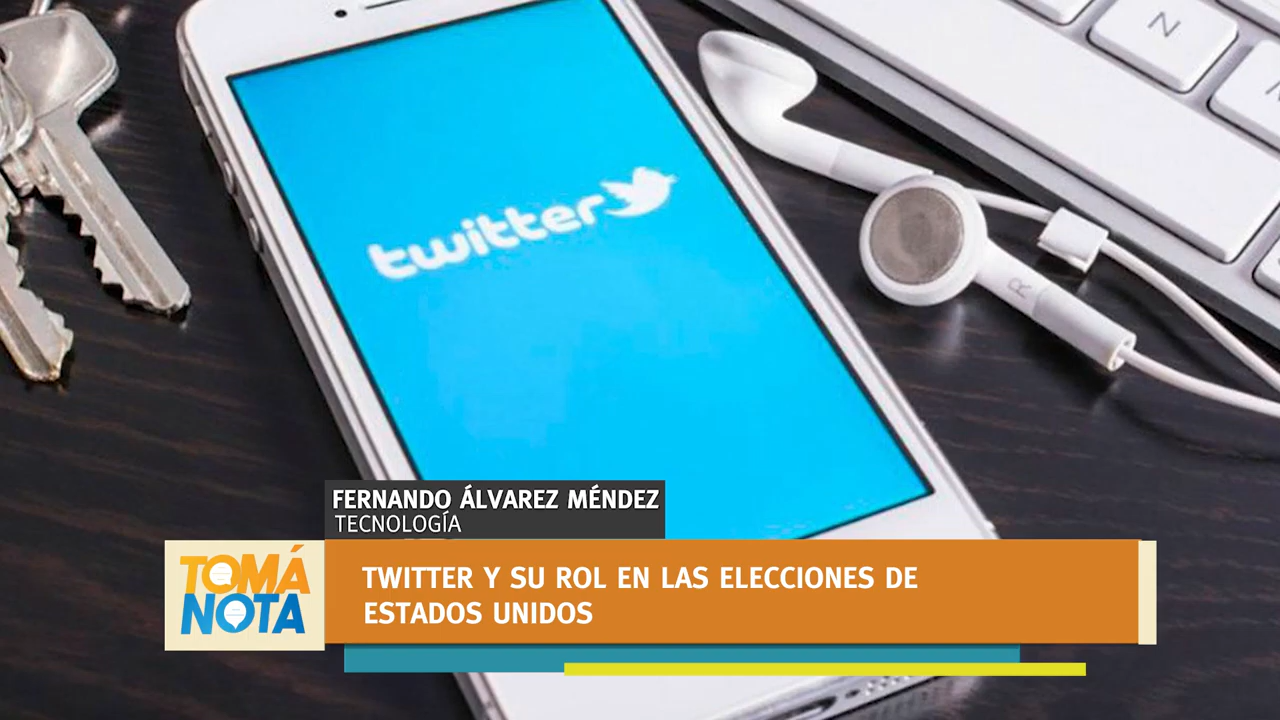 N
twitter
R
FERNANDO ÁLVAREZ MÉNDEZ
TECNOLOGÍA
TOMÁ
NOTA
TWITTER Y SU ROL EN LAS ELECCIONES DE
ESTADOS UNIDOS